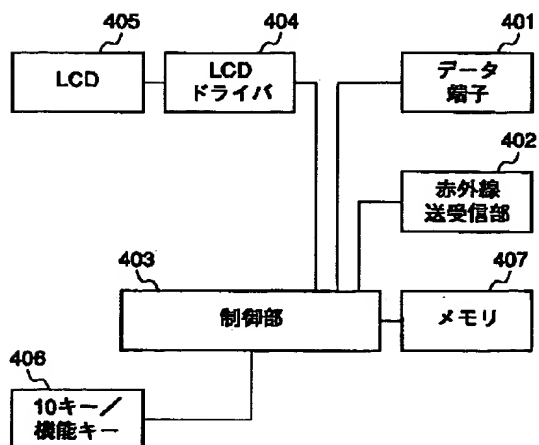 405
404
401
LCD
LCD
ドライバ
データ
端子
402
赤外線
送受信部
403
407
制御部
メモリ
406
10キー／
機能キー